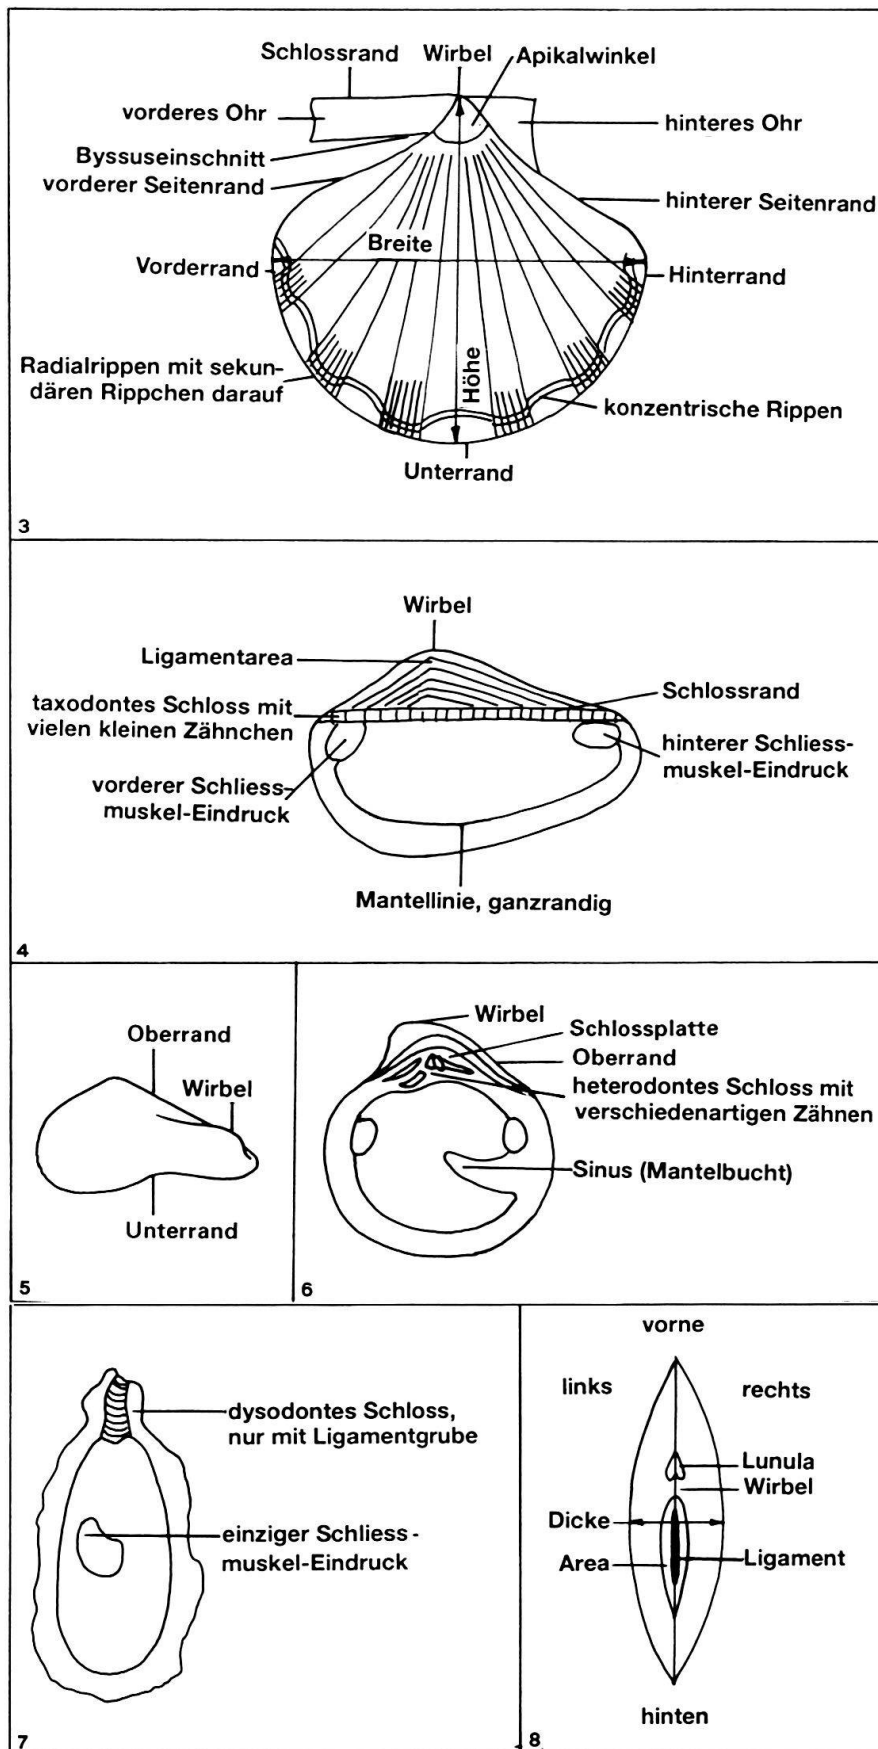 Schlossrand Wirbel Apikalwinkel
vorderes Ohr
hinteres Ohr
Byssuseinschnitt
vorderer Seitenrand
hinterer Seitenrand
Breite
Vorderrand
Hinterrand
Höhe
Radialrippen mit sekun-
dären Rippchen darauf
konzentrische Rippen
Unterrand
3
Wirbel
Ligamentarea
Schlossrand
taxodontes Schloss mit
vielen kleinen Zähnchen
hinterer Schliess-
muskel-Eindruck
vorderer Schliess-
muskel-Eindruck
Mantellinie, ganzrandig
4
Oberrand
Wirbel
Unterrand
5
Wirbel
Schlossplatte
Oberrand
heterodontes Schloss mit
verschiedenartigen Zähnen
Sinus (Mantelbucht)
6
dysodontes Schloss,
nur mit Ligamentgrube
einziger Schliess-
muskel-Eindruck
7
vorne
links
rechts
Lunula
Wirbel
Dicke
Area
Ligament
hinten
8